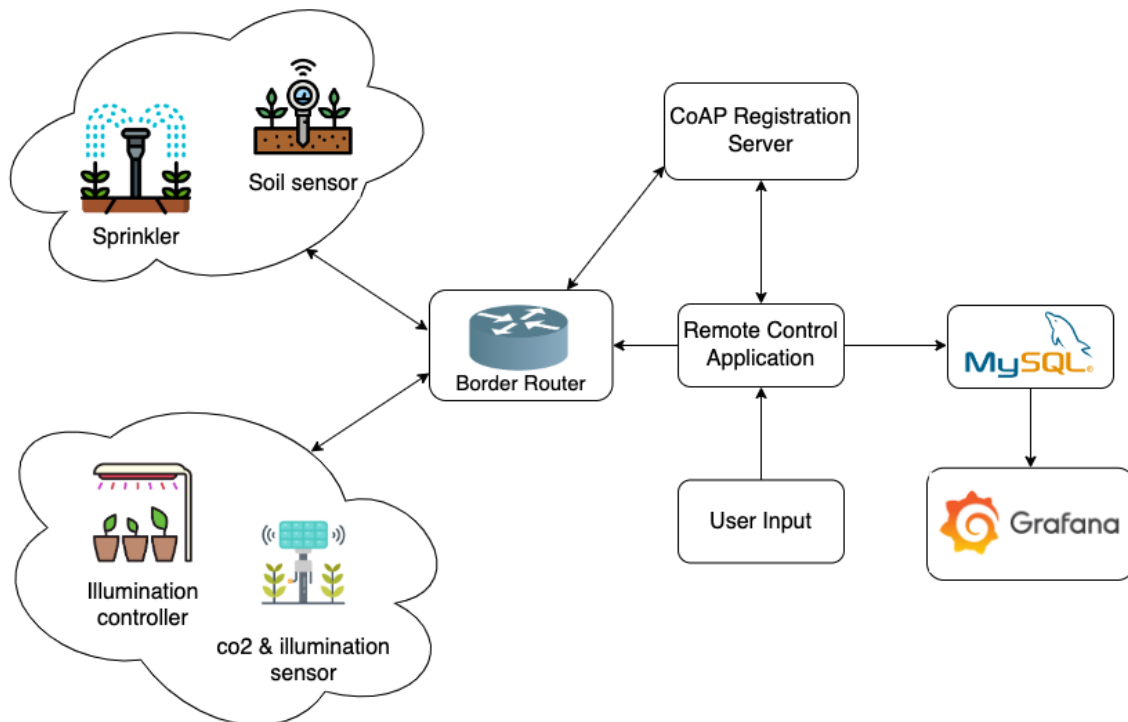 Soil sensor
Sprinkler
CoAP Registration
Server
Border Router
Remote Control
Application
MySQL®
User Input
Grafana
Illumination
controller
co2 & illumination
sensor